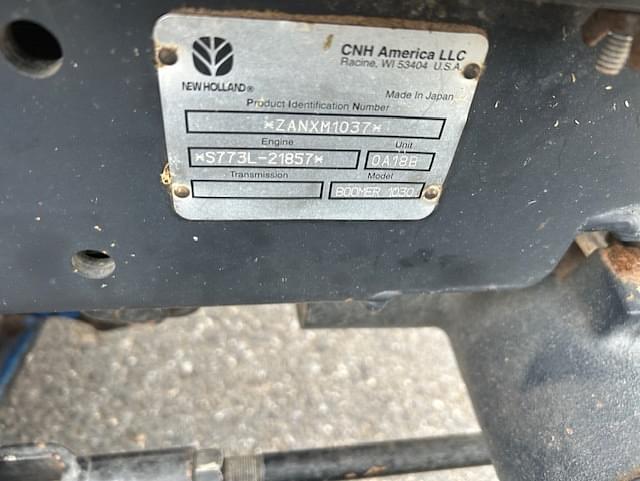 CNH America LLC
Racine, WI 53404 U.S.A.
NEW HOLLAND®
Made in Japan
Product Identification Number
*ZANXM1037*
Engine Unit
*S773L-21857* 0A18B
Transmission Model
BOOMER 1030